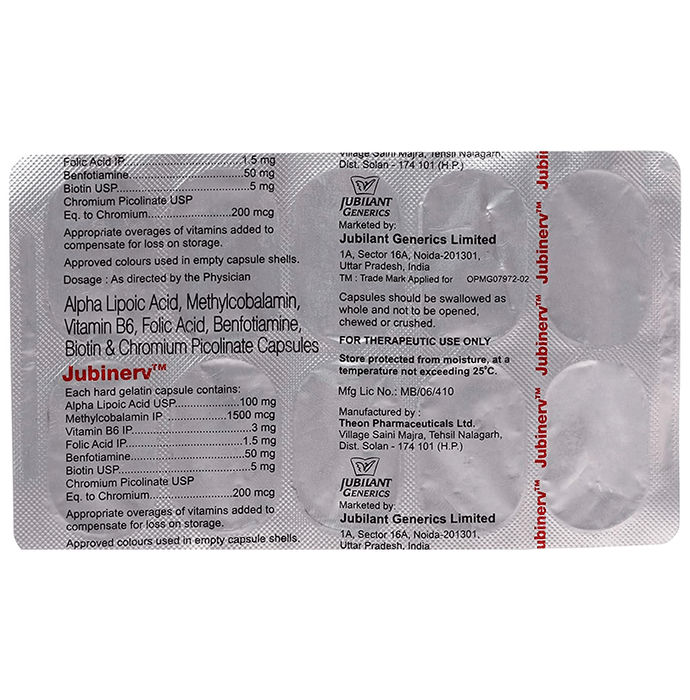 Folic Acid IP..................................1.5 mg
Benfotiamine..............................50 mg
Biotin USP...................................5 mg
Chromium Picolinate USP
Eq. to Chromium.....................200 mcg
Appropriate overages of vitamins added to
compensate for loss on storage.
Approved colours used in empty capsule shells.
Dosage : As directed by the Physician
Alpha Lipoic Acid, Methylcobalamin,
Vitamin B6, Folic Acid, Benfotiamine,
Biotin & Chromium Picolinate Capsules
Jubinerv™
Each hard gelatin capsule contains:
Alpha Lipoic Acid USP................100 mg
Methylcobalamin IP................1500 mcg
Vitamin B6 IP.................................3 mg
Folic Acid IP..................................1.5 mg
Benfotiamine..............................50 mg
Biotin USP...................................5 mg
Chromium Picolinate USP
Eq. to Chromium.....................200 mcg
Appropriate overages of vitamins added to
compensate for loss on storage.
Approved colours used in empty capsule shells.
Village Saini Majra, Tehsil Nalagarh,
Dist. Solan - 174 101 (H.P.)
JUBILANT
GENERICS
Marketed by:
Jubilant Generics Limited
1A, Sector 16A, Noida-201301,
Uttar Pradesh, India
TM : Trade Mark Applied for OPMG07972-02
Capsules should be swallowed as
whole and not to be opened,
chewed or crushed.
FOR THERAPEUTIC USE ONLY
Store protected from moisture, at a
temperature not exceeding 25°C.
Mfg Lic No.: MB/06/410
Manufactured by :
Theon Pharmaceuticals Ltd.
Village Saini Majra, Tehsil Nalagarh,
Dist. Solan - 174 101 (H.P.)
JUBILANT
GENERICS
Marketed by:
Jubilant Generics Limited
1A, Sector 16A, Noida-201301,
Uttar Pradesh, India
Jubinerv™
Jubinerv™
Jubinerv™
Jubinerv™
Jubinerv